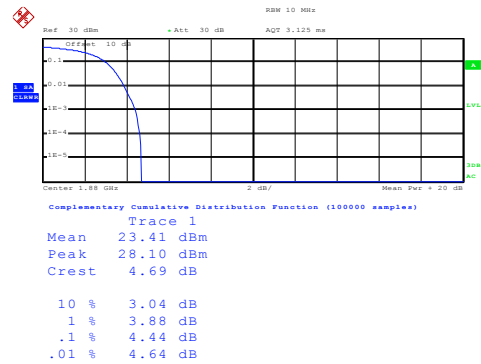 RBW 10 MHz
Ref 30 dBm * Att 30 dB AQT 3.125 ms
Offset 10 dB
0.1
A
0.01
1 SA
CLRWR
1E-3
LVL
1E-4
1E-5
3DB
AC
Center 1.88 GHz 2 dB/ Mean Pwr + 20 dB
Complementary Cumulative Distribution Function (100000 samples)
Trace 1
Mean 23.41 dBm
Peak 28.10 dBm
Crest 4.69 dB
10 % 3.04 dB
1 % 3.88 dB
.1 % 4.44 dB
.01 % 4.64 dB